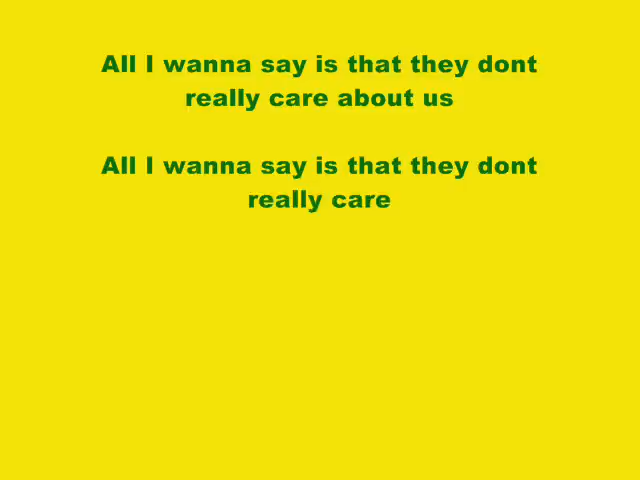 All I wanna say is that they dont
really care about us
All I wanna say is that they dont
really care